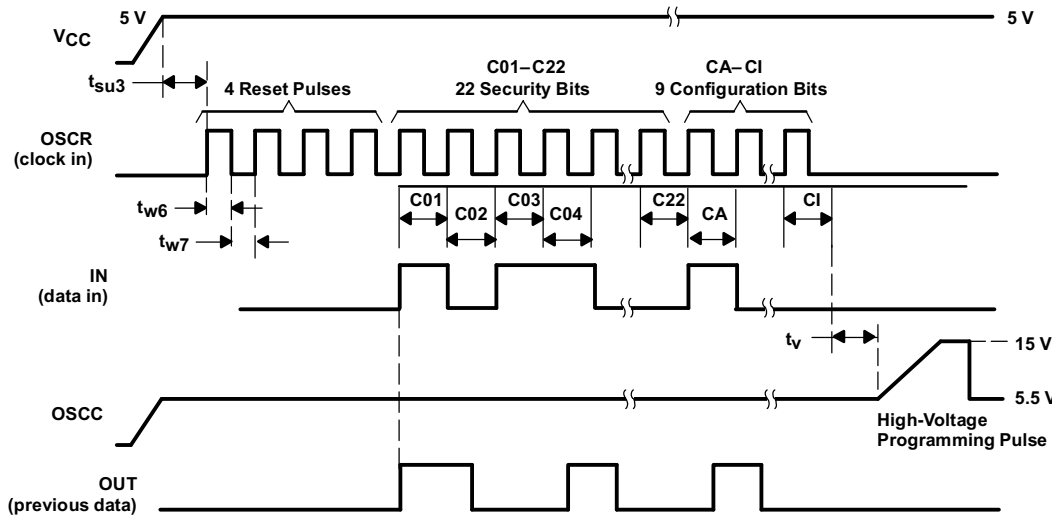 5 V
5 V
VCC
tsu3
4 Reset Pulses
C01–C22
22 Security Bits
CA–CI
9 Configuration Bits
OSCR
(clock in)
C01
C02
C03
C04
C22
CA
CI
tw6
tw7
IN
(data in)
tv
15 V
OSCC
5.5 V
High-Voltage
Programming Pulse
OUT
(previous data)